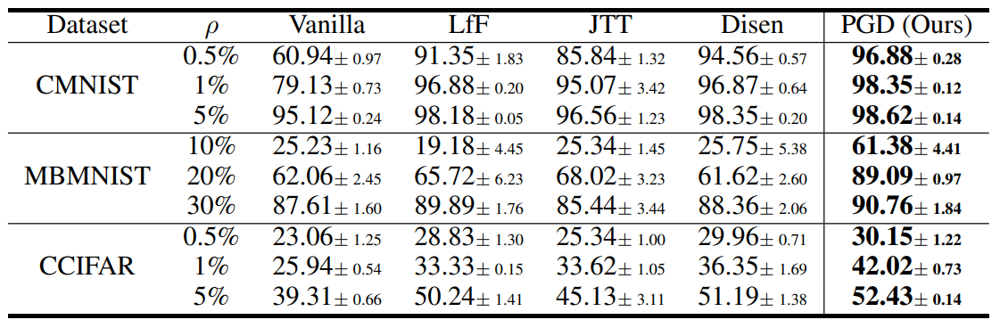 Dataset ρ Vanilla LfF JTT Disen PGD (Ours)
0.5% 60.94± 0.97 91.35± 1.83 85.84± 1.32 94.56± 0.57 96.88± 0.28
CMNIST 1% 79.13± 0.73 96.88± 0.20 95.07± 3.42 96.87± 0.64 98.35± 0.12
5% 95.12± 0.24 98.18± 0.05 96.56± 1.23 98.35± 0.20 98.62± 0.14
10% 25.23± 1.16 19.18± 4.45 25.34± 1.45 25.75± 5.38 61.38± 4.41
MBMNIST 20% 62.06± 2.45 65.72± 6.23 68.02± 3.23 61.62± 2.60 89.09± 0.97
30% 87.61± 1.60 89.89± 1.76 85.44± 3.44 88.36± 2.06 90.76± 1.84
0.5% 23.06± 1.25 28.83± 1.30 25.34± 1.00 29.96± 0.71 30.15± 1.22
CCIFAR 1% 25.94± 0.54 33.33± 0.15 33.62± 1.05 36.35± 1.69 42.02± 0.73
5% 39.31± 0.66 50.24± 1.41 45.13± 3.11 51.19± 1.38 52.43± 0.14